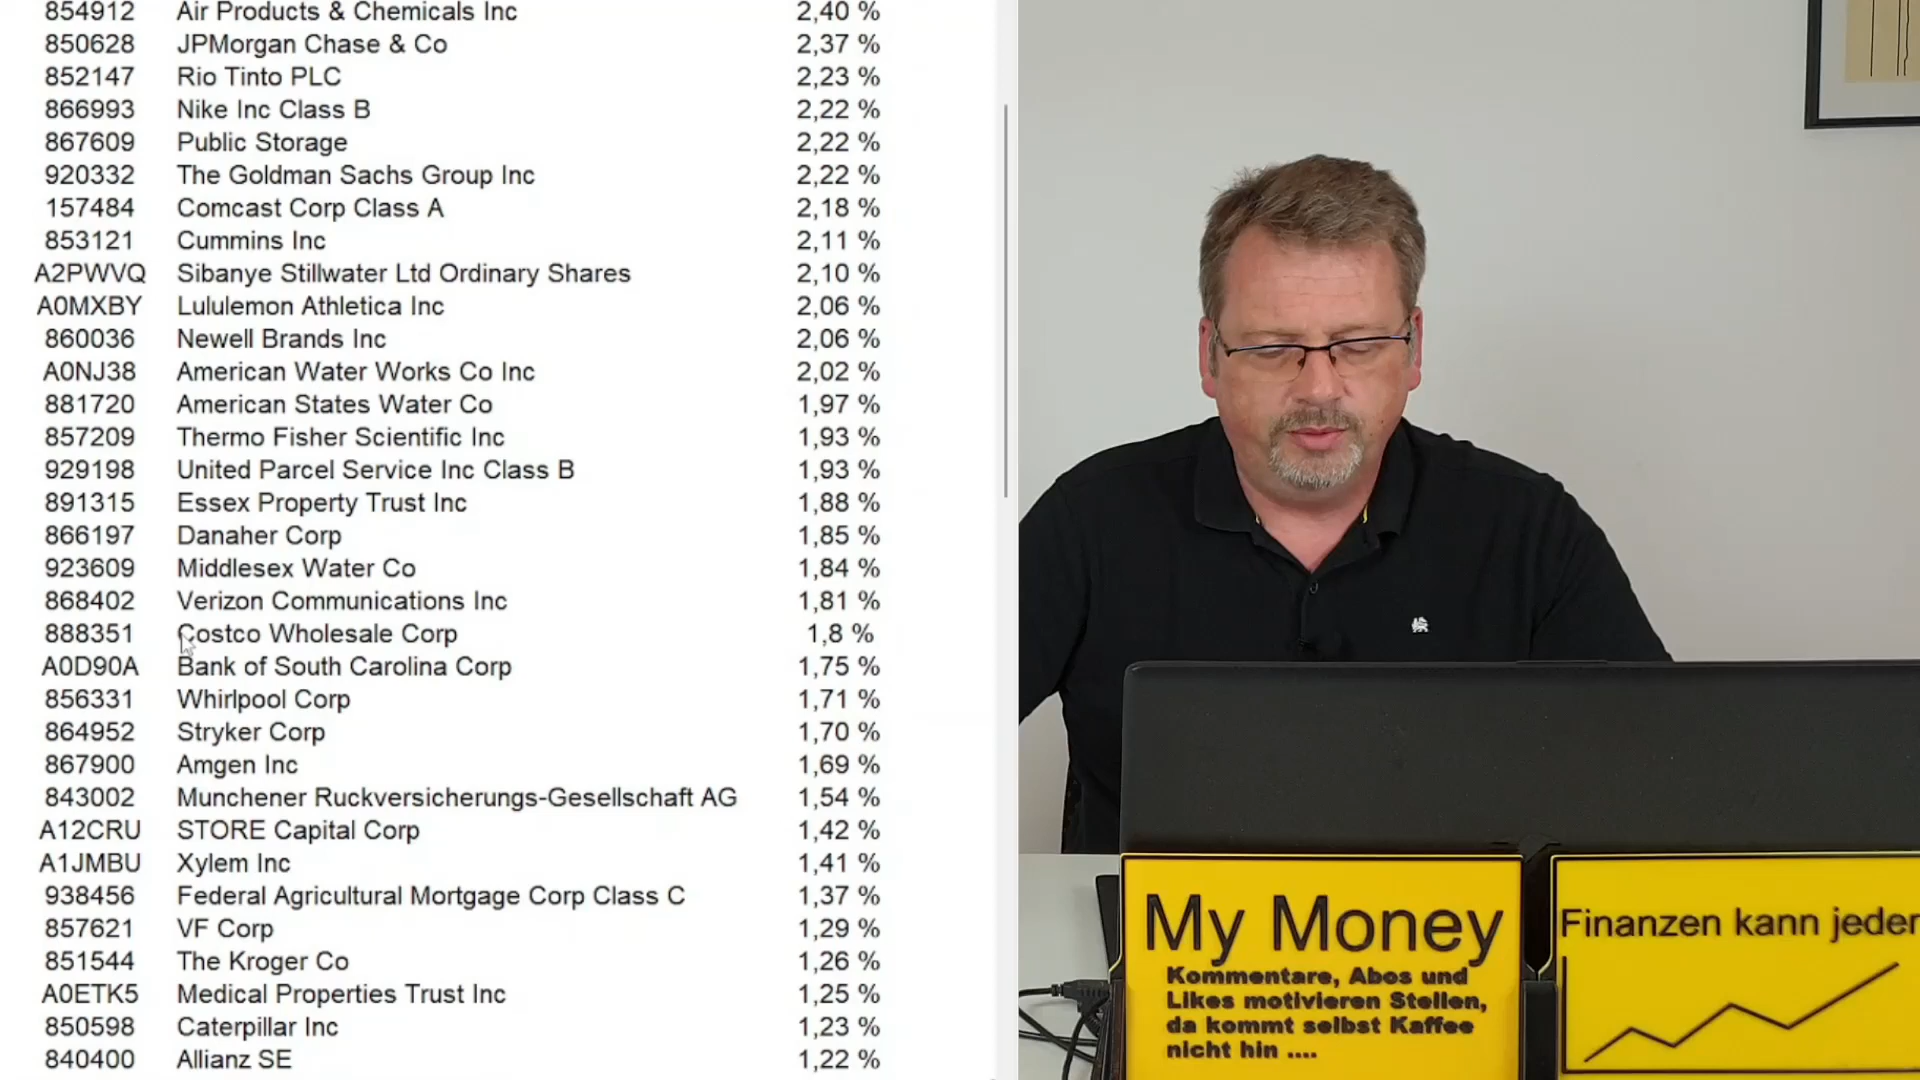 854912 Air Products & Chemicals Inc 2,40 %
850628 JPMorgan Chase & Co 2,37 %
852147 Rio Tinto PLC 2,23 %
866993 Nike Inc Class B 2,22 %
867609 Public Storage 2,22 %
920332 The Goldman Sachs Group Inc 2,22 %
157484 Comcast Corp Class A 2,18 %
853121 Cummins Inc 2,11 %
A2PWVQ Sibanye Stillwater Ltd Ordinary Shares 2,10 %
A0MXBY Lululemon Athletica Inc 2,06 %
860036 Newell Brands Inc 2,06 %
A0NJ38 American Water Works Co Inc 2,02 %
881720 American States Water Co 1,97 %
857209 Thermo Fisher Scientific Inc 1,93 %
929198 United Parcel Service Inc Class B 1,93 %
891315 Essex Property Trust Inc 1,88 %
866197 Danaher Corp 1,85 %
923609 Middlesex Water Co 1,84 %
868402 Verizon Communications Inc 1,81 %
888351 Costco Wholesale Corp 1,8 %
A0D90A Bank of South Carolina Corp 1,75 %
856331 Whirlpool Corp 1,71 %
864952 Stryker Corp 1,70 %
867900 Amgen Inc 1,69 %
843002 Munchener Ruckversicherungs-Gesellschaft AG 1,54 %
A12CRU STORE Capital Corp 1,42 %
A1JMBU Xylem Inc 1,41 %
938456 Federal Agricultural Mortgage Corp Class C 1,37 %
857621 VF Corp 1,29 %
851544 The Kroger Co 1,26 %
A0ETK5 Medical Properties Trust Inc 1,25 %
850598 Caterpillar Inc 1,23 %
840400 Allianz SE 1,22 %
My Money
Kommentare, Abos und
Likes motivieren Stellen,
da kommt selbst Kaffee
nicht hin ....
Finanzen kann jeder